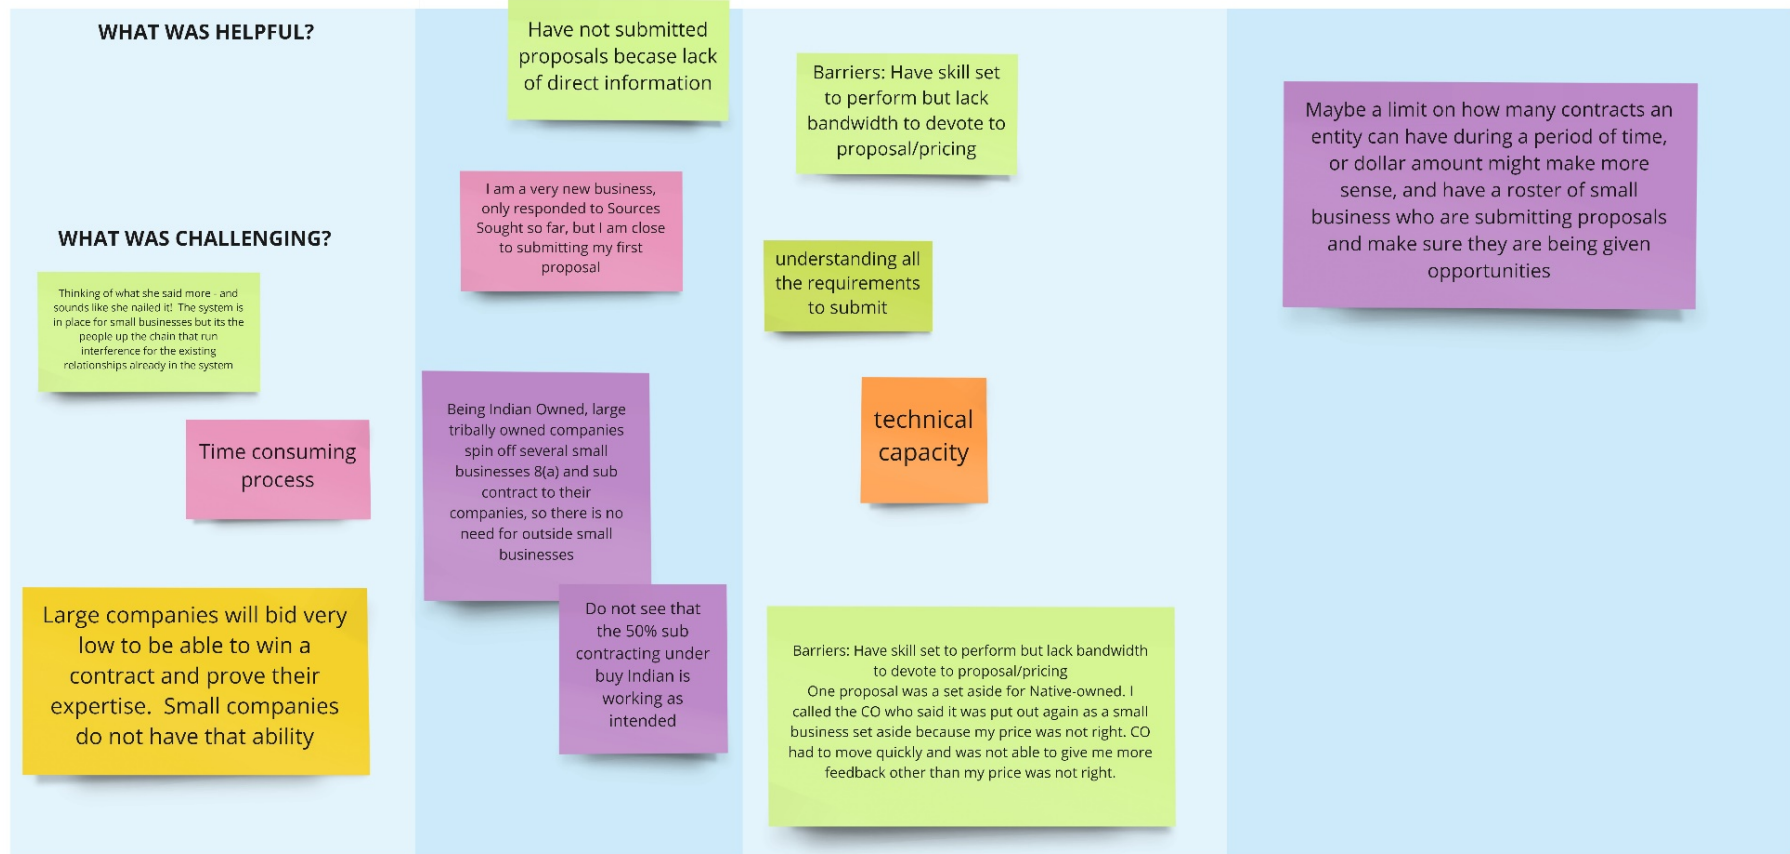 WHAT WAS HELPFUL?
WHAT WAS CHALLENGING?
Thinking of what she said more - and
sounds like she nailed it! The system is
in place for small businesses but its the
people up the chain that run
interference for the existing
relationships already in the system
Time consuming
process
Large companies will bid very
low to be able to win a
contract and prove their
expertise. Small companies
do not have that ability
Have not submitted
proposals becase lack
of direct information
I am a very new business,
only responded to Sources
Sought so far, but I am close
to submitting my first
proposal
Being Indian Owned, large
tribally owned companies
spin off several small
businesses 8(a) and sub
contract to their
companies, so there is no
need for outside small
businesses
Do not see that
the 50% sub
contracting under
buy Indian is
working as
intended
Barriers: Have skill set
to perform but lack
bandwidth to devote to
proposal/pricing
understanding all
the requirements
to submit
technical
capacity
Barriers: Have skill set to perform but lack bandwidth
to devote to proposal/pricing
One proposal was a set aside for Native-owned. I
called the CO who said it was put out again as a small
business set aside because my price was not right. CO
had to move quickly and was not able to give me more
feedback other than my price was not right.
Maybe a limit on how many contracts an
entity can have during a period of time,
or dollar amount might make more
sense, and have a roster of small
business who are submitting proposals
and make sure they are being given
opportunities